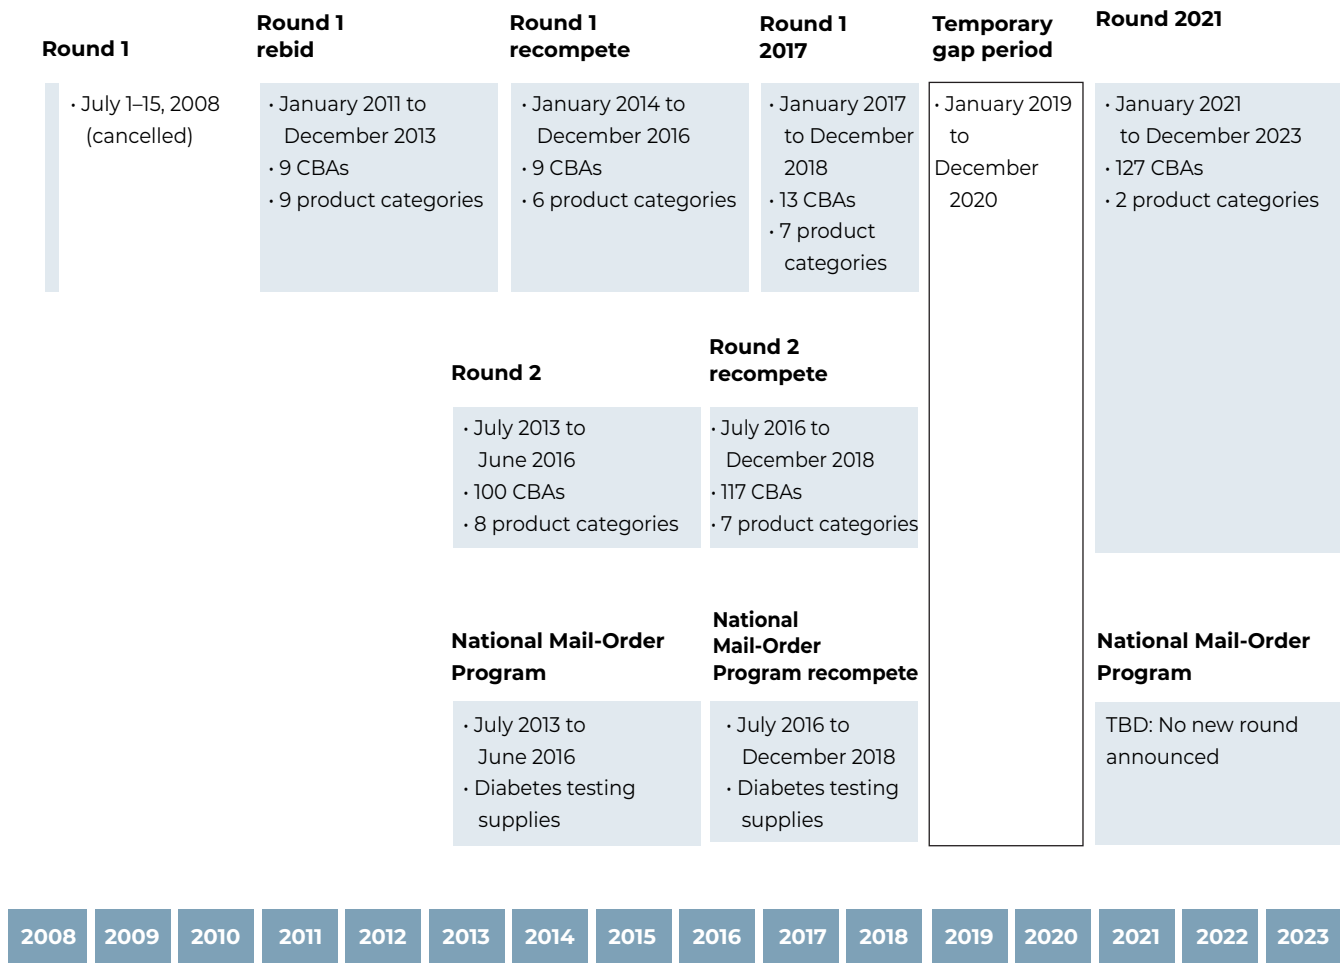 Round 1
· July 1–15, 2008
(cancelled)
Round 1
rebid
· January 2011 to
December 2013
· 9 CBAs
· 9 product categories
Round 1
recompete
· January 2014 to
December 2016
· 9 CBAs
· 6 product categories
Round 1
2017
· January 2017
to December
2018
· 13 CBAs
· 7 product
categories
Temporary
gap period
· January 2019
to
December
2020
Round 2021
· January 2021
to December 2023
· 127 CBAs
· 2 product categories
Round 2
· July 2013 to
June 2016
· 100 CBAs
· 8 product categories
Round 2
recompete
· July 2016 to
December 2018
· 117 CBAs
· 7 product categories
National Mail-Order
Program
· July 2013 to
June 2016
· Diabetes testing
supplies
National
Mail-Order
Program recompete
· July 2016 to
December 2018
· Diabetes testing
supplies
National Mail-Order
Program
TBD: No new round
announced
2008 2009 2010 2011 2012 2013 2014 2015 2016 2017 2018 2019 2020 2021 2022 2023